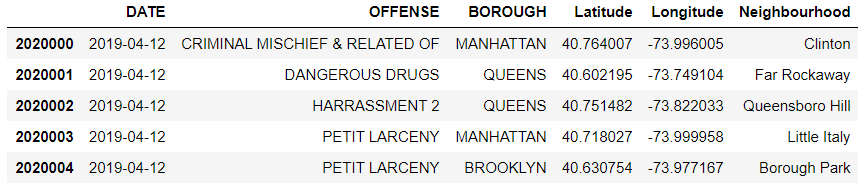 DATE OFFENSE BOROUGH Latitude Longitude Neighbourhood
2020000 2019-04-12 CRIMINAL MISCHIEF & RELATED OF MANHATTAN 40.764007 -73.996005 Clinton
2020001 2019-04-12 DANGEROUS DRUGS QUEENS 40.602195 -73.749104 Far Rockaway
2020002 2019-04-12 HARRASSMENT 2 QUEENS 40.751482 -73.822033 Queensboro Hill
2020003 2019-04-12 PETIT LARCENY MANHATTAN 40.718027 -73.999958 Little Italy
2020004 2019-04-12 PETIT LARCENY BROOKLYN 40.630754 -73.977167 Borough Park